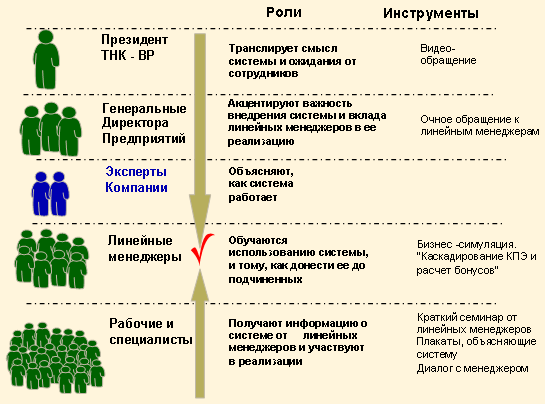 Роли
Инструменты
Президент
ТНК - ВР
Транслирует смысл
системы и ожидания от
сотрудников
Видео-
обращение
Генеральные
Директора
Предприятий
Акцентируют важность
внедрения системы и вклада
линейных менеджеров в ее
реализацию
Очное обращение к
линейным менеджерам
Эксперты
Компании
Объясняют,
как система
работает
Линейные
менеджеры
Обучаются
использованию системы,
и тому, как донести ее до
подчиненных
Бизнес -симуляция.
"Каскадирование КПЭ и
расчет бонусов"
Рабочие и
специалисты
Получают информацию о
системе от линейных
менеджеров и участвуют
в реализации
Краткий семинар от
линейных менеджеров
Плакаты, объясняющие
систему
Диалог с менеджером